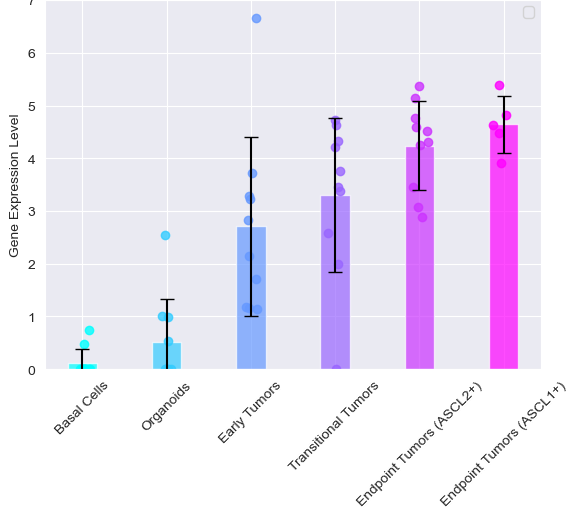 7
6
5
4
3
2
1
0
Gene Expression Level
Basal Cells
Organoids
Early Tumors
Transitional Tumors
Endpoint Tumors (ASCL2+)
Endpoint Tumors (ASCL1+)